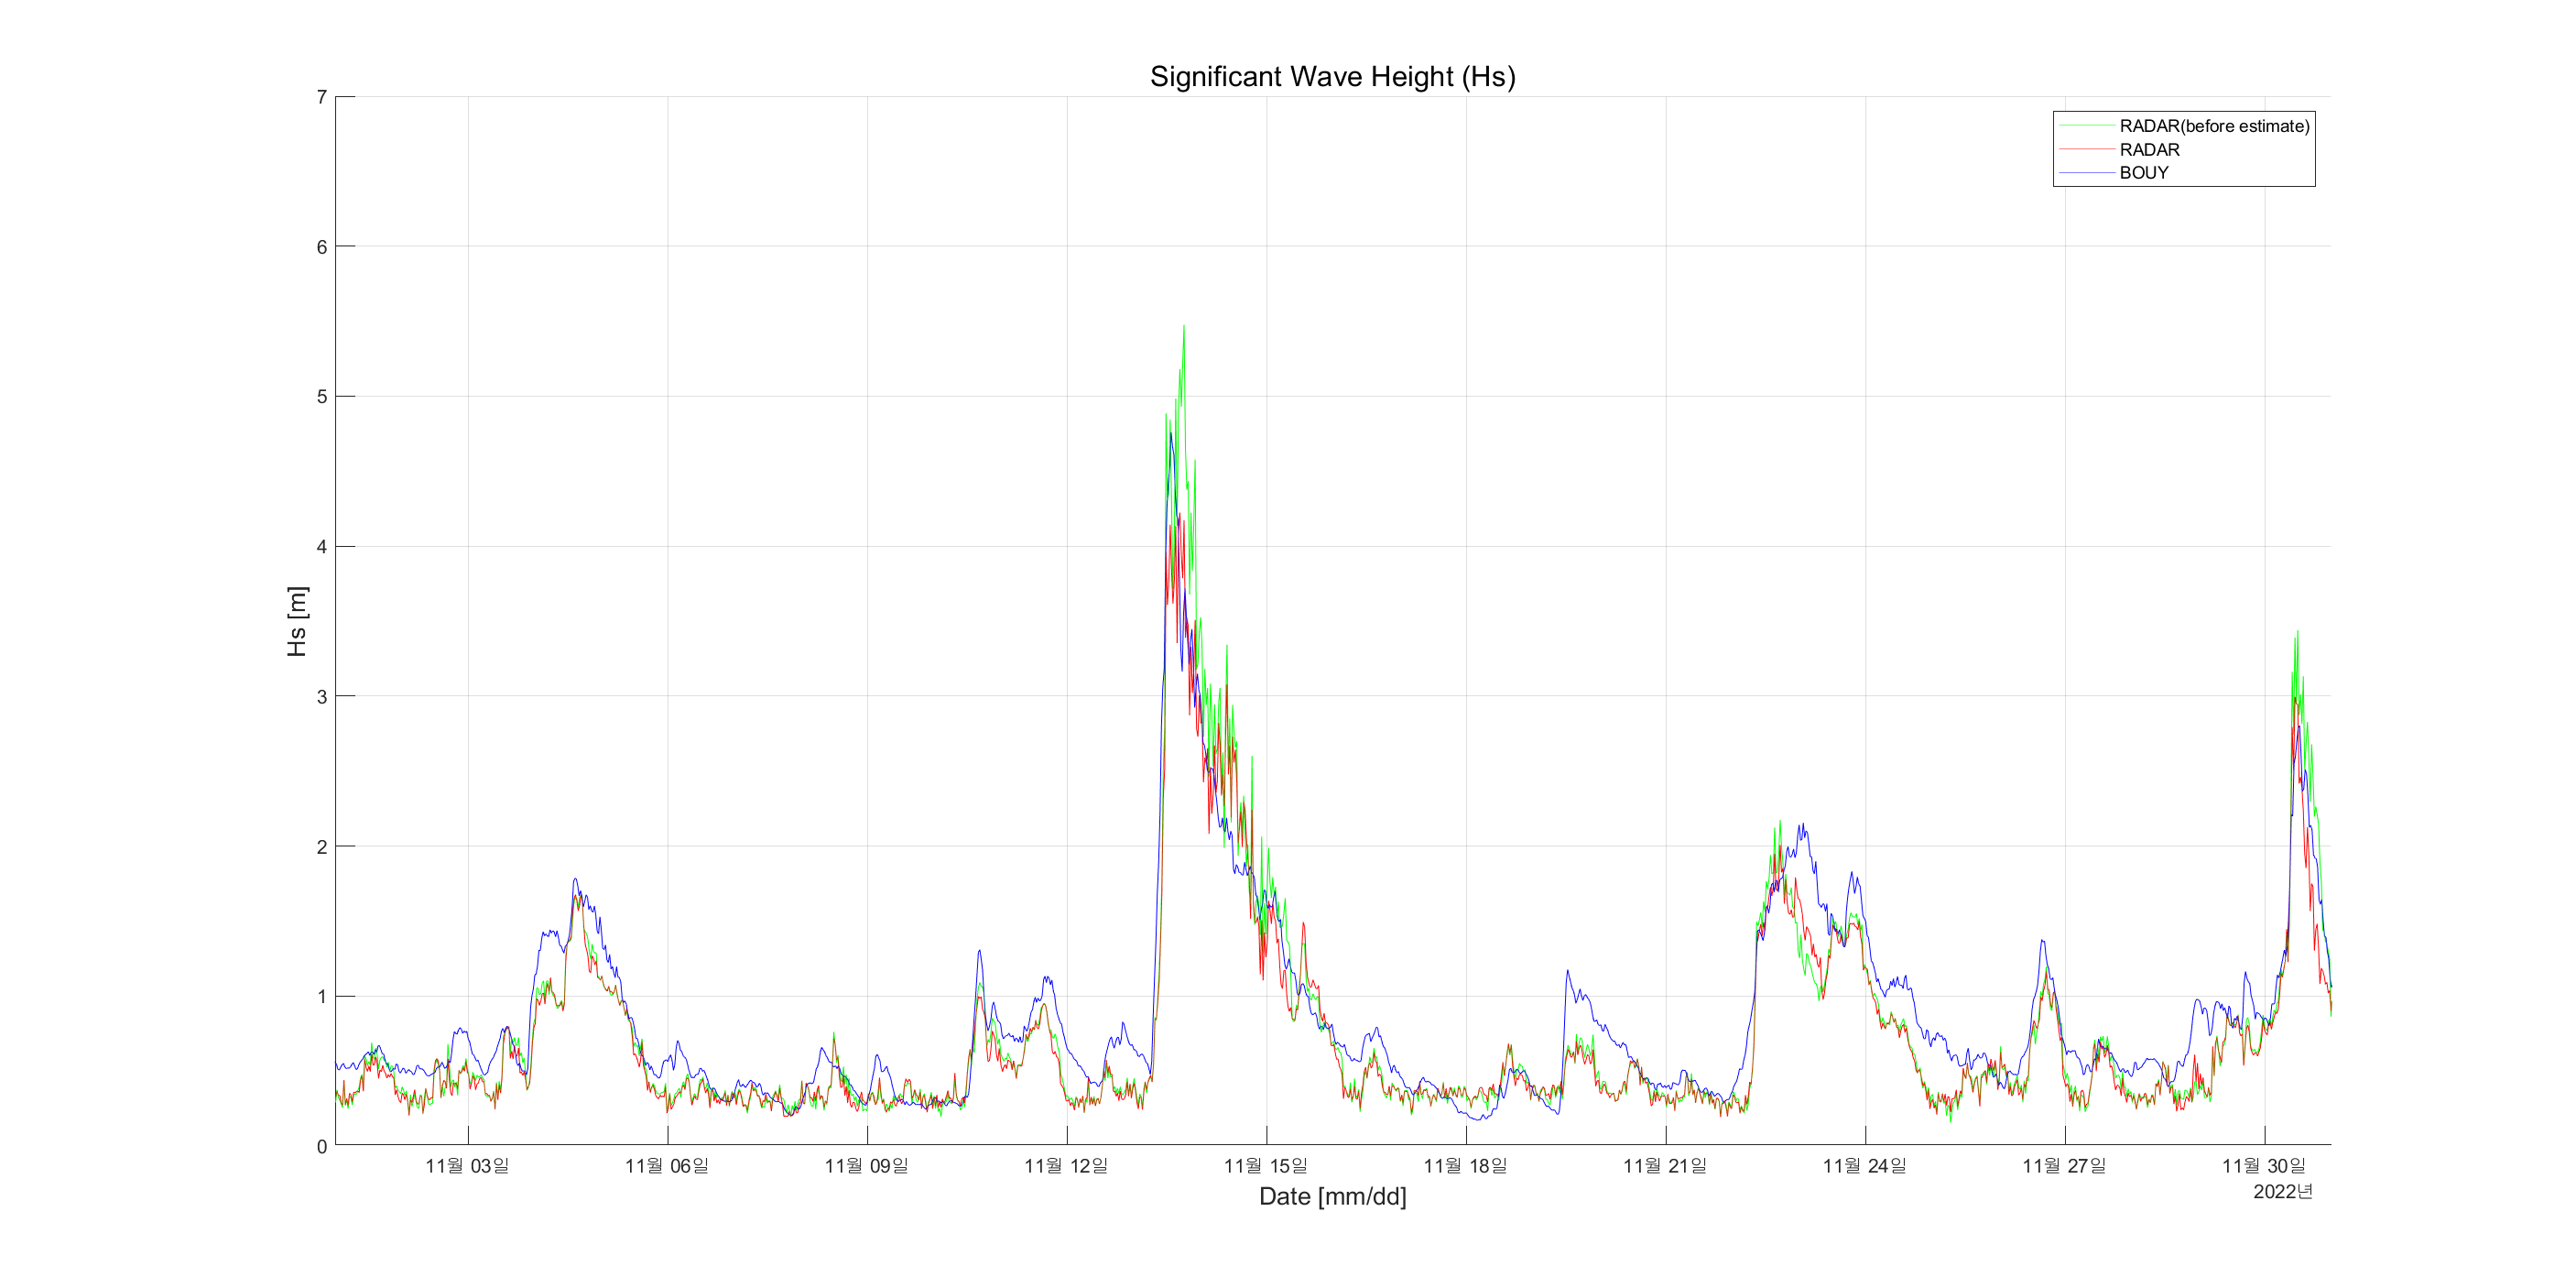 Significant Wave Height (Hs)
RADAR(before estimate)
RADAR
BOUY
7
6
5
4
3
2
1
0
Hs [m]
11월 03일
11월 06일
11월 09일
11월 12일
11월 15일
11월 18일
11월 21일
11월 24일
11월 27일
11월 30일
2022년
Date [mm/dd]